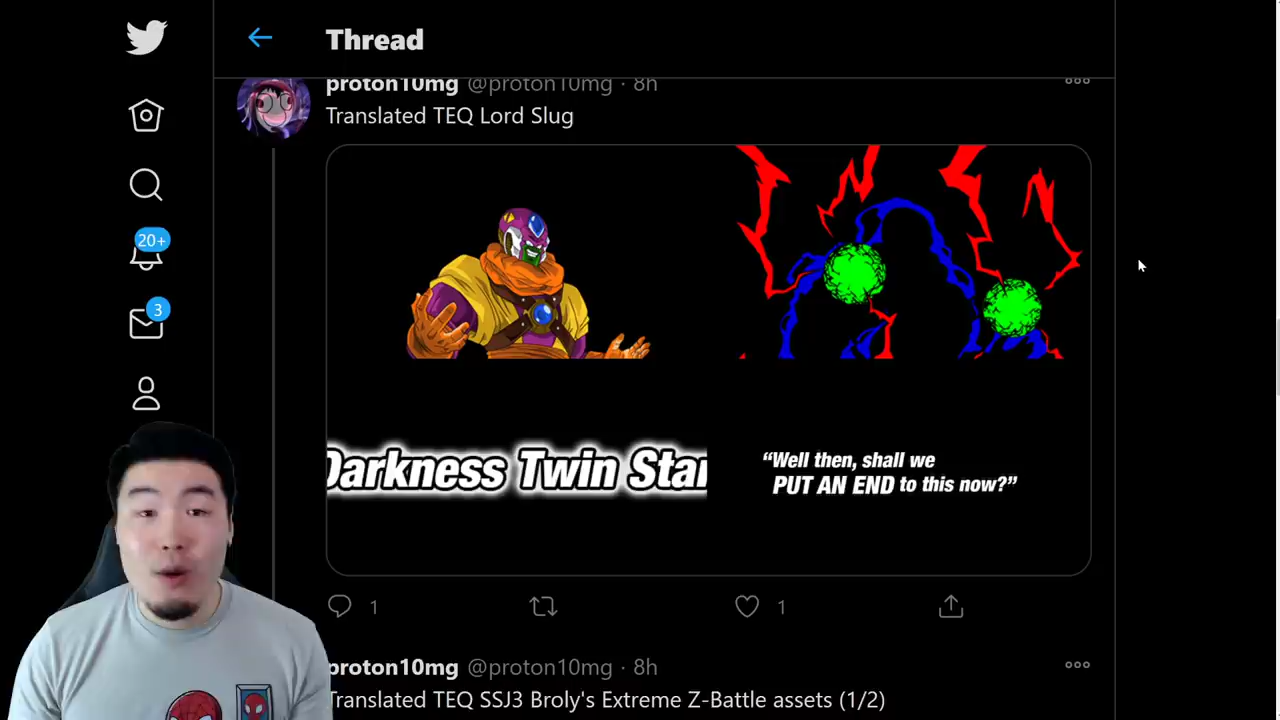 Thread
proton10mg @proton10mg · 8h
Translated TEQ Lord Slug
20+
3
Darkness Twin Star
“Well then, shall we
PUT AN END to this now?”
1
1
proton10mg @proton10mg · 8h
Translated TEQ SSJ3 Broly's Extreme Z-Battle assets (1/2)